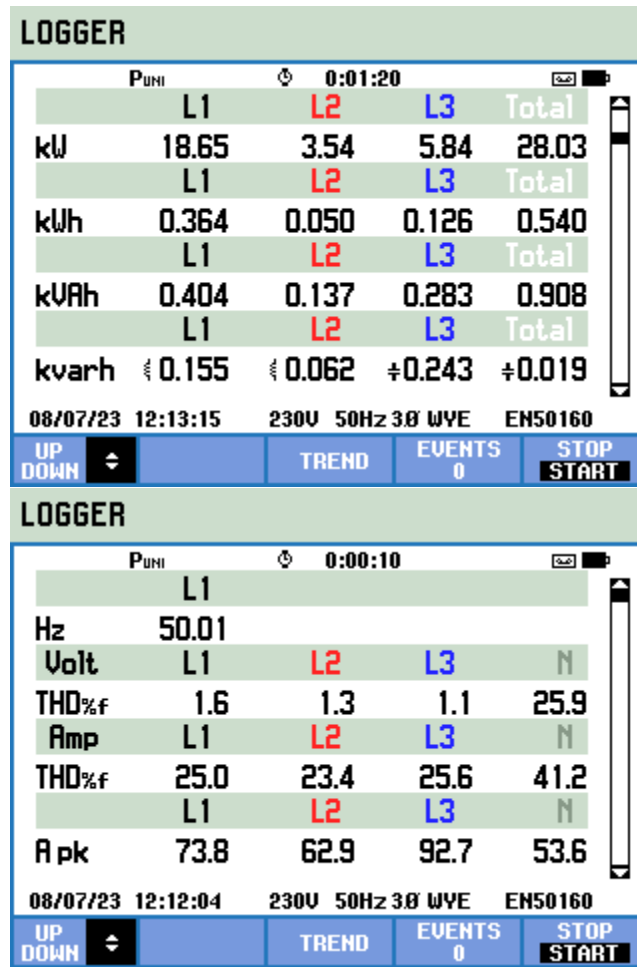 LOGGER
PUNI 0:01:20
L1 L2 L3 Total
kW 18.65 3.54 5.84 28.03
L1 L2 L3 Total
kWh 0.364 0.050 0.126 0.540
L1 L2 L3 Total
kVAh 0.404 0.137 0.283 0.908
L1 L2 L3 Total
kvarh 0.155 0.062 0.243 0.019
08/07/23 12:13:15 230V 50Hz 3Ø WYE EN50160
UP DOWN TREND EVENTS 0 STOP START
LOGGER
PUNI 0:00:10
L1
Hz 50.01
Volt L1 L2 L3 N
THD%f 1.6 1.3 1.1 25.9
Amp L1 L2 L3 N
THD%f 25.0 23.4 25.6 41.2
L1 L2 L3 N
A pk 73.8 62.9 92.7 53.6
08/07/23 12:12:04 230V 50Hz 3Ø WYE EN50160
UP DOWN TREND EVENTS 0 STOP START